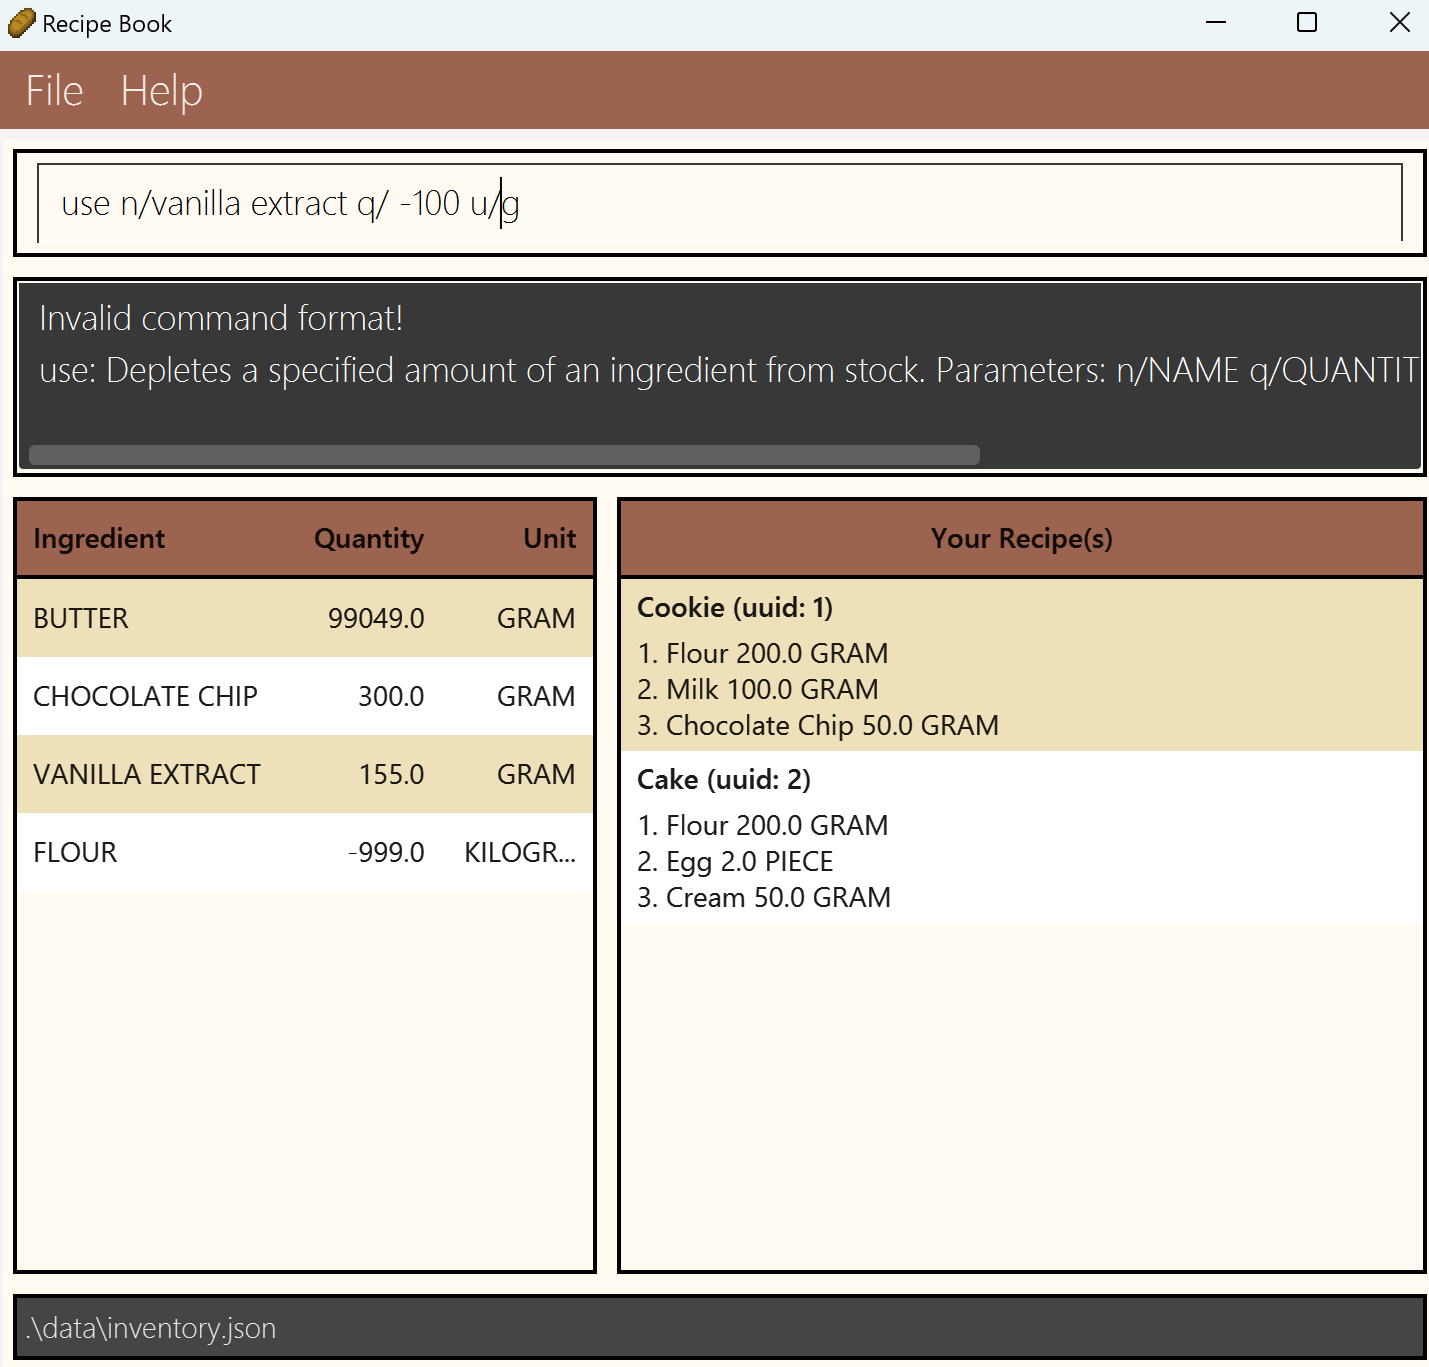 Recipe Book
File Help
use n/vanilla extract q/ -100 u/g
Invalid command format!
use: Depletes a specified amount of an ingredient from stock. Parameters: n/NAME q/QUANTIT
Ingredient Quantity Unit
BUTTER 99049.0 GRAM
CHOCOLATE CHIP 300.0 GRAM
VANILLA EXTRACT 155.0 GRAM
FLOUR -999.0 KILOGR...
Your Recipe(s)
Cookie (uuid: 1)
1. Flour 200.0 GRAM
2. Milk 100.0 GRAM
3. Chocolate Chip 50.0 GRAM
Cake (uuid: 2)
1. Flour 200.0 GRAM
2. Egg 2.0 PIECE
3. Cream 50.0 GRAM
.\data\inventory.json